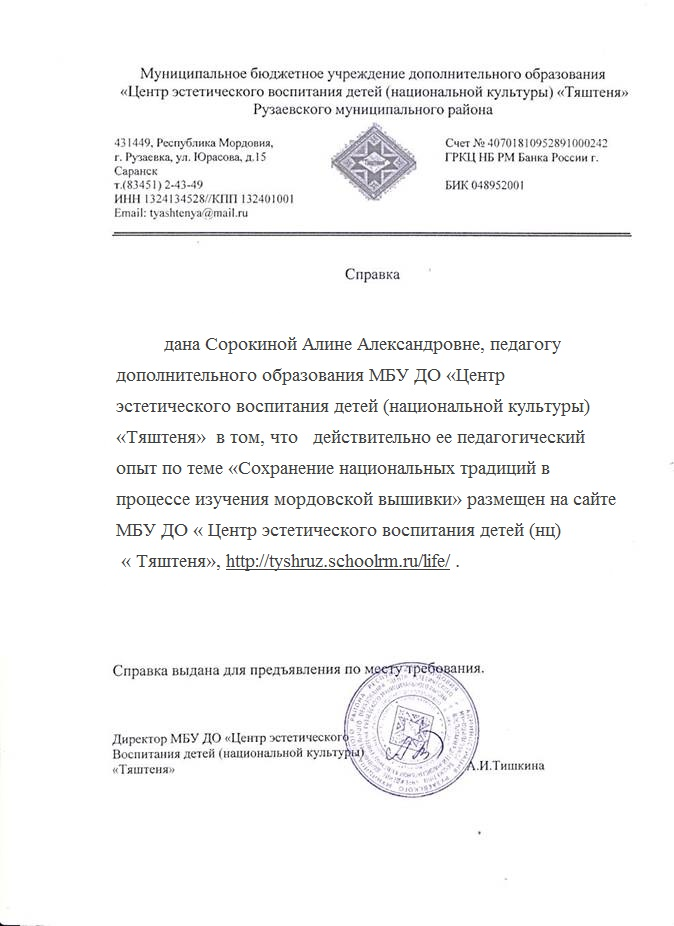 Муниципальное бюджетное учреждение дополнительного образования
«Центр эстетического воспитания детей (национальной культуры) «Тяштеня»
Рузаевского муниципального района
431449, Республика Мордовия,
г. Рузаевка, ул. Юрасова, д.15
Саранск
т.(83451) 2-43-49
ИНН 1324134528//КПП 132401001
Email: tyashtenya@mail.ru
Счет № 40701810952891000242
ГРКЦ НБ РМ Банка России г.
БИК 048952001
Справка
дана Сорокиной Алине Александровне, педагогу
дополнительного образования МБУ ДО «Центр
эстетического воспитания детей (национальной культуры)
«Тяштеня» в том, что действительно ее педагогический
опыт по теме «Сохранение национальных традиций в
процессе изучения мордовской вышивки» размещен на сайте
МБУ ДО « Центр эстетического воспитания детей (нц)
« Тяштеня», http://tyshruz.schoolrm.ru/life/ .
Справка выдана для предъявления по месту требования.
Директор МБУ ДО «Центр эстетического
Воспитания детей (национальной культуры)
«Тяштеня»
А.И.Тишкина